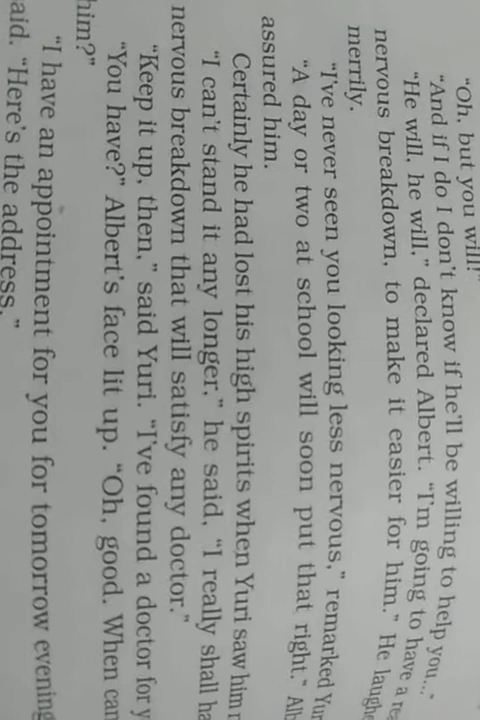 "Oh, but you will!"
"And if I do I don't know if he'll be willing to help you..."
"He will, he will," declared Albert. "I'm going to have a
nervous breakdown, to make it easier for him." He
merrily.
"I've never seen you looking less nervous," remarked
"A day or two at school will soon put that right."
assured him.
Certainly he had lost his high spirits when Yuri saw him
"I can't stand it any longer," he said, "I really shall
nervous breakdown that will satisfy any doctor."
"Keep it up, then," said Yuri. "I've found a doctor for
"You have?" Albert's face lit up. "Oh, good. When can
him?"
"I have an appointment for you for tomorrow evening
"Here's the address."